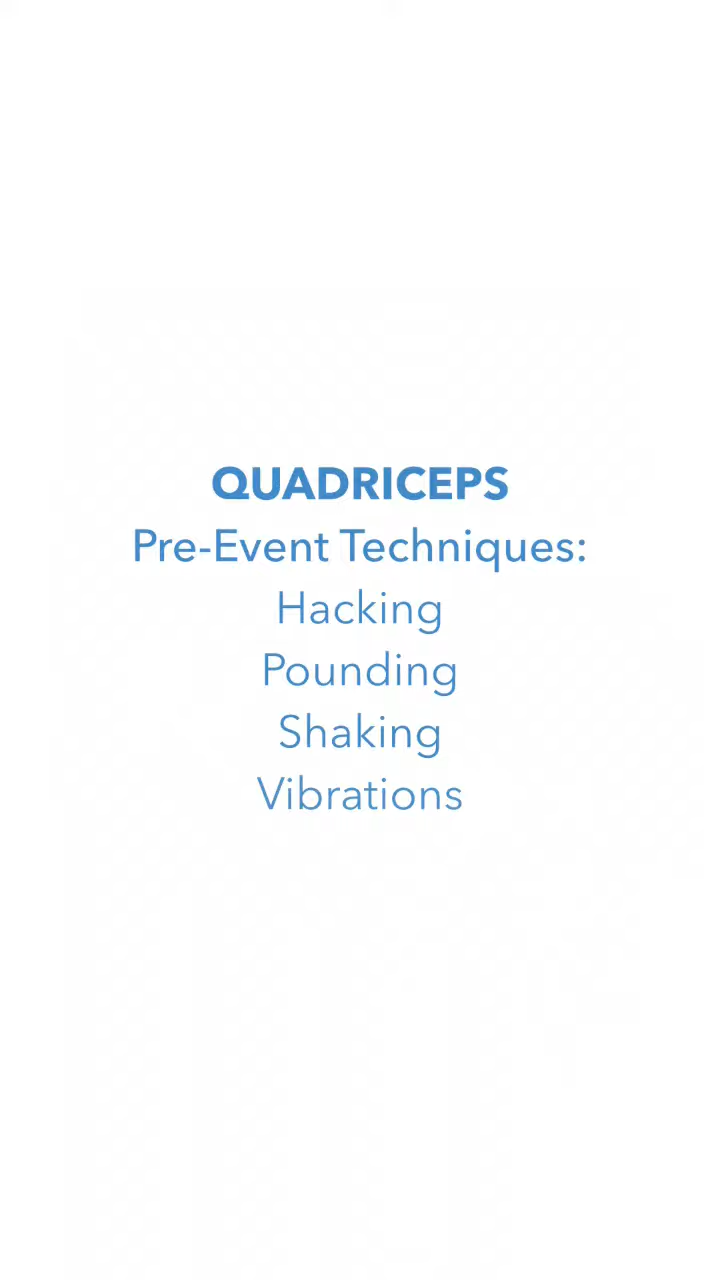 QUADRICEPS
Pre-Event Techniques:
Hacking
Pounding
Shaking
Vibrations